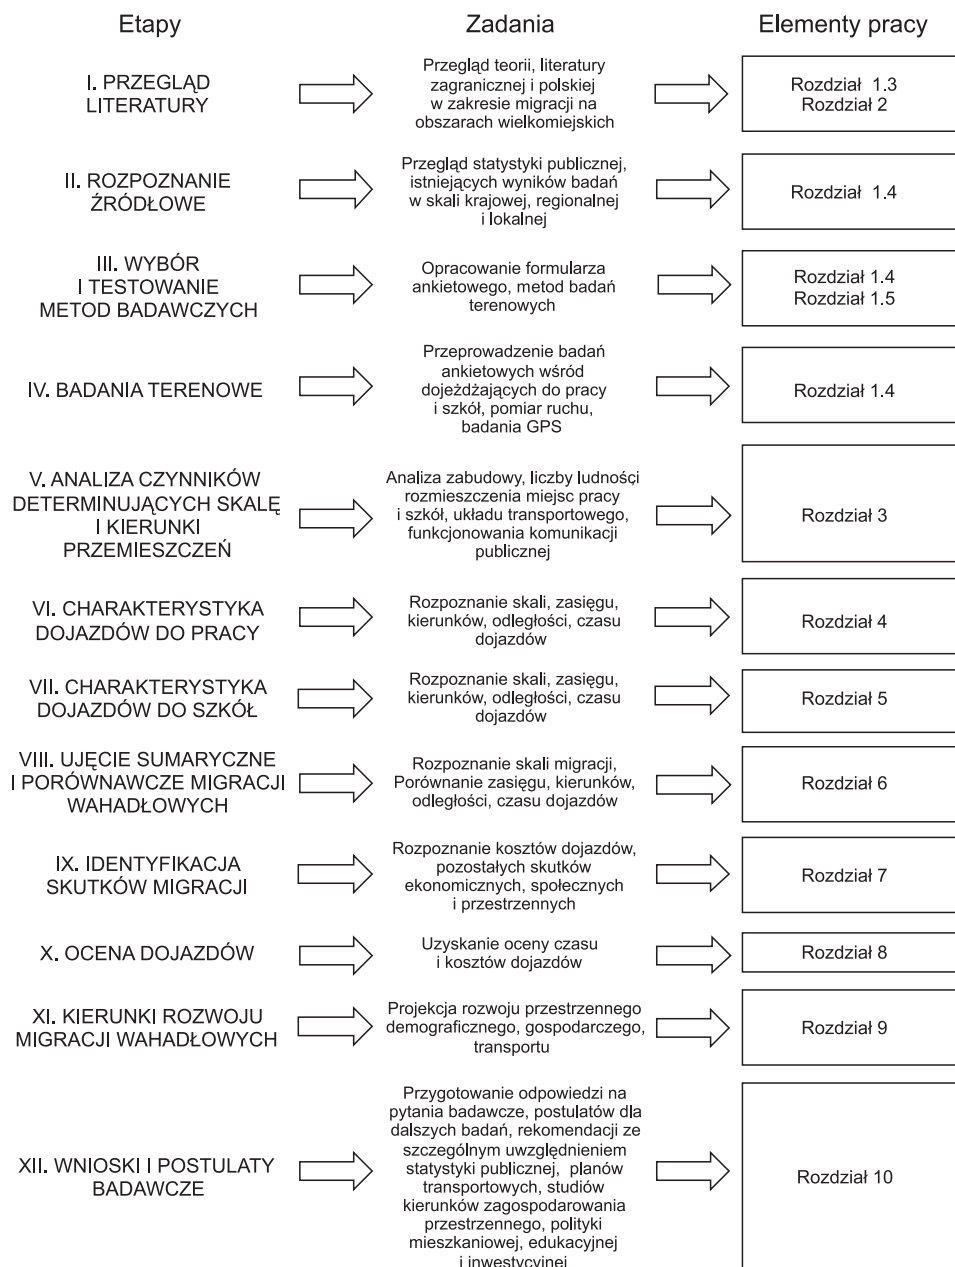 Etapy
Zadania
Elementy pracy
I. PRZEGLĄD
LITERATURY
Przegląd teorii, literatury
zagranicznej i polskiej
w zakresie migracji na
obszarach wielkomiejskich
Rozdział 1.3
Rozdział 2
II. ROZPOZNANIE
ŹRÓDŁOWE
Przegląd statystyki publicznej,
istniejących wyników badań
w skali krajowej, regionalnej
i lokalnej
Rozdział 1.4
III. WYBÓR
I TESTOWANIE
METOD BADAWCZYCH
Opracowanie formularza
ankietowego, metod badań
terenowych
Rozdział 1.4
Rozdział 1.5
IV. BADANIA TERENOWE
Przeprowadzenie badań
ankietowych wśród
dojeżdżających do pracy
i szkół, pomiar ruchu,
badania GPS
Rozdział 1.4
V. ANALIZA CZYNNIKÓW
DETERMINUJĄCYCH SKALĘ
I KIERUNKI
PRZEMIESZCZEŃ
Analiza zabudowy, liczby ludności
rozmieszczenia miejsc pracy
i szkół, układu transportowego,
funkcjonowania komunikacji
publicznej
Rozdział 3
VI. CHARAKTERYSTYKA
DOJAZDÓW DO PRACY
Rozpoznanie skali, zasięgu,
kierunków, odległości, czasu
dojazdów
Rozdział 4
VII. CHARAKTERYSTYKA
DOJAZDÓW DO SZKÓŁ
Rozpoznanie skali, zasięgu,
kierunków, odległości, czasu
dojazdów
Rozdział 5
VIII. UJĘCIE SUMARYCZNE
I PORÓWNAWCZE MIGRACJI
WAHADŁOWYCH
Rozpoznanie skali migracji,
Porównanie zasięgu, kierunków,
odległości, czasu dojazdów
Rozdział 6
IX. IDENTYFIKACJA
SKUTKÓW MIGRACJI
Rozpoznanie kosztów dojazdów,
pozostałych skutków
ekonomicznych, społecznych
i przestrzennych
Rozdział 7
X. OCENA DOJAZDÓW
Uzyskanie oceny czasu
i kosztów dojazdów
Rozdział 8
XI. KIERUNKI ROZWOJU
MIGRACJI WAHADŁOWYCH
Projekcja rozwoju przestrzennego
demograficznego, gospodarczego,
transportu
Rozdział 9
XII. WNIOSKI I POSTULATY
BADAWCZE
Przygotowanie odpowiedzi na
pytania badawcze, postulatów dla
dalszych badań, rekomendacji ze
szczególnym uwzględnieniem
statystyki publicznej, planów
transportowych, studiów
kierunków zagospodarowania
przestrzennego, polityki
mieszkaniowej, edukacyjnej
i inwestycyjnej
Rozdział 10